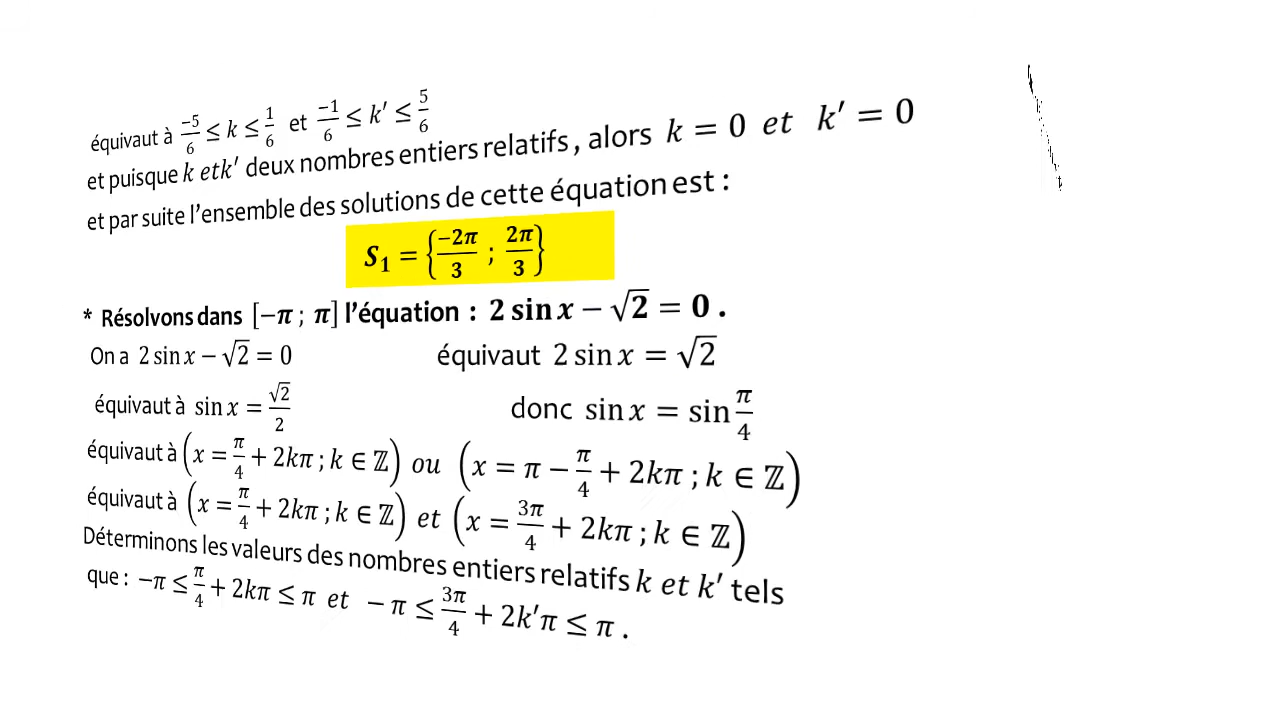 équivaut à −5/6 ≤ k ≤ 1/6 et −1/6 ≤ k′ ≤ 5/6
et puisque k etk′ deux nombres entiers relatifs , alors k = 0 et k′ = 0
et par suite l’ensemble des solutions de cette équation est :
S₁ = {−2π/3 ; 2π/3}
* Résolvons dans [−π ; π] l’équation : 2 sin x − √2 = 0 .
On a 2 sin x − √2 = 0 équivaut 2 sin x = √2
équivaut à sin x = √2/2 donc sin x = sin π/4
équivaut à (x = π/4 + 2kπ ; k ∈ ℤ) ou (x = π − π/4 + 2kπ ; k ∈ ℤ)
équivaut à (x = π/4 + 2kπ ; k ∈ ℤ) et (x = 3π/4 + 2kπ ; k ∈ ℤ)
Déterminons les valeurs des nombres entiers relatifs k et k′ tels
que : −π ≤ π/4 + 2kπ ≤ π et − π ≤ 3π/4 + 2k′π ≤ π .